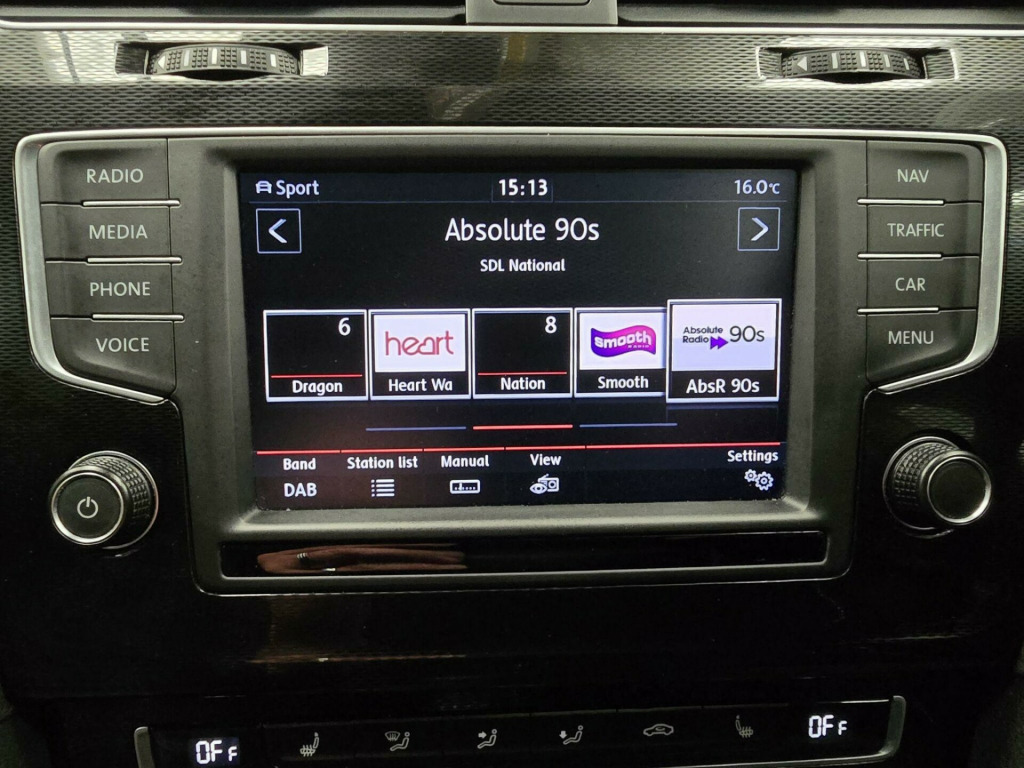 RADIO
MEDIA
PHONE
VOICE
NAV
TRAFFIC
CAR
MENU
Sport 15:13 16.0°C
Absolute 90s
SDL National
6
Dragon
heart
Heart Wa
8
Nation
smooth
RADIO
Smooth
Absolute
Radio 90s
AbsR 90s
Band Station list Manual View Settings
DAB
OFF OFF